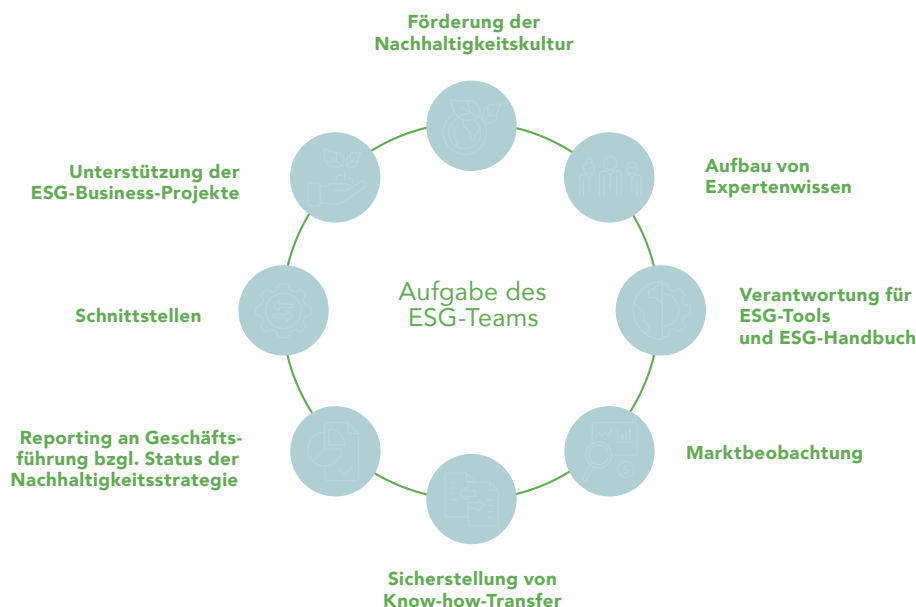 Förderung der
Nachhaltigkeitskultur
Unterstützung der
ESG-Business-Projekte
Aufbau von
Expertenwissen
Aufgabe des
ESG-Teams
Schnittstellen
Verantwortung für
ESG-Tools
und ESG-Handbuch
Reporting an Geschäfts-
führung bzgl. Status der
Nachhaltigkeitsstrategie
Marktbeobachtung
Sicherstellung von
Know-how-Transfer